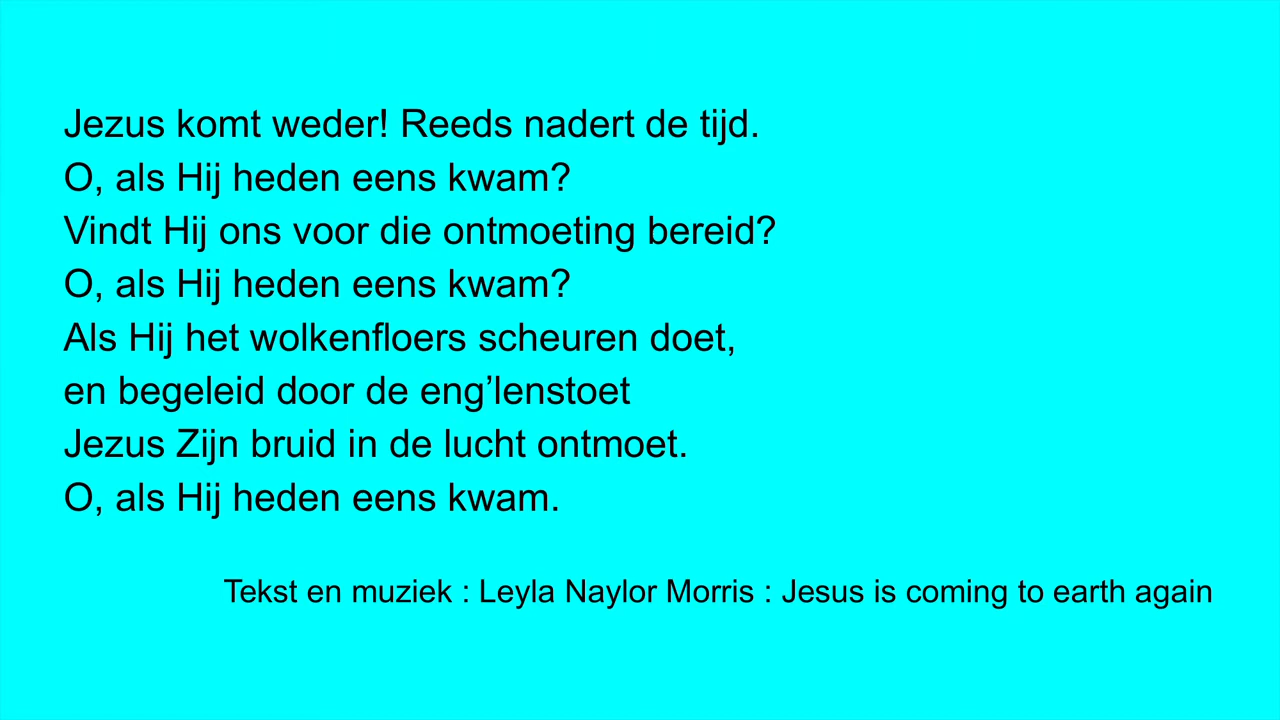 Jezus komt weder! Reeds nadert de tijd.
O, als Hij heden eens kwam?
Vindt Hij ons voor die ontmoeting bereid?
O, als Hij heden eens kwam?
Als Hij het wolkenfloers scheuren doet,
en begeleid door de eng’lenstoet
Jezus Zijn bruid in de lucht ontmoet.
O, als Hij heden eens kwam.
Tekst en muziek : Leyla Naylor Morris : Jesus is coming to earth again